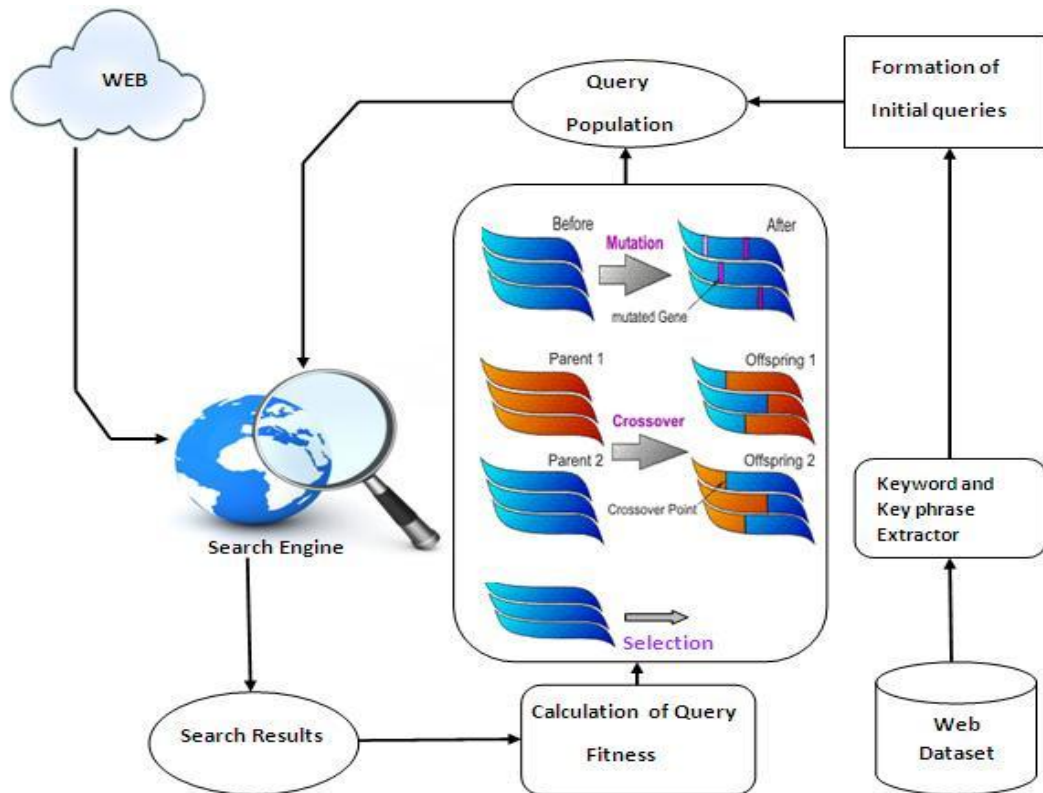 WEB
Query
Population
Formation of
Initial queries
Before
Mutation
After
mutated Gene
Parent 1
Offspring 1
Crossover
Parent 2
Offspring 2
Crossover Point
Selection
Keyword and
Key phrase
Extractor
Search Engine
Search Results
Calculation of Query
Fitness
Web
Dataset